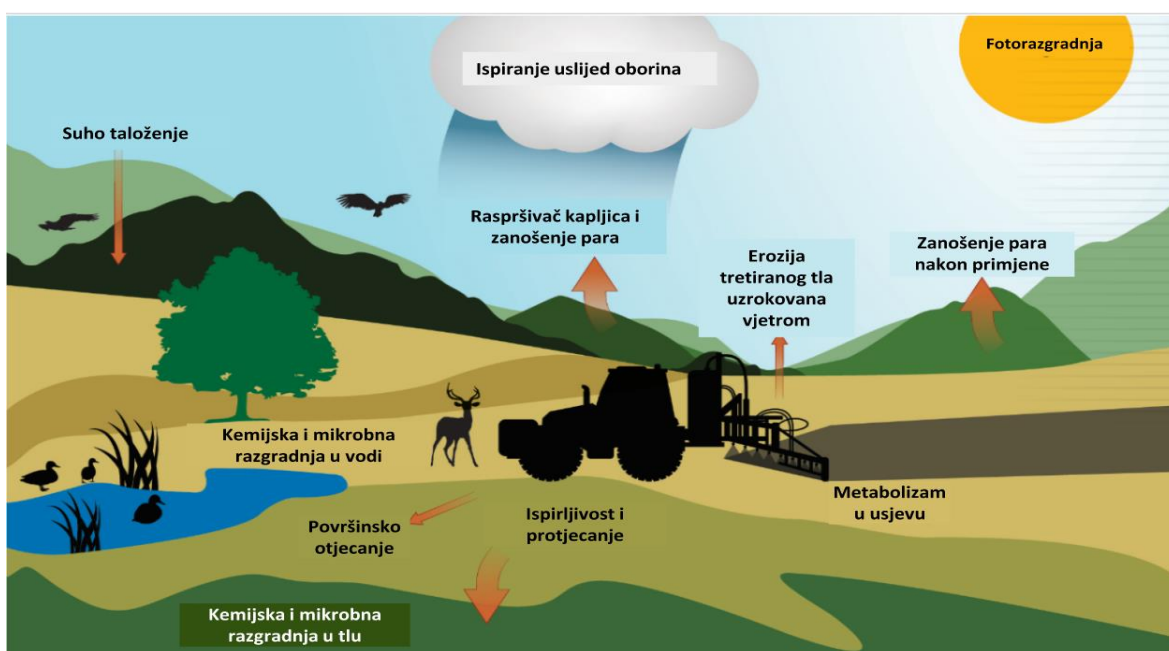 Fotorazgradnja
Ispiranje uslijed oborina
Suho taloženje
Raspršivač kapljica i
zanošenje para
Erozija
tretiranog tla
uzrokovana
vjetrom
Zanošenje para
nakon primjene
Kemijska i mikrobna
razgradnja u vodi
Metabolizam
u usjevu
Površinsko
otjecanje
Ispirljivost i
protjecanje
Kemijska i mikrobna
razgradnja u tlu